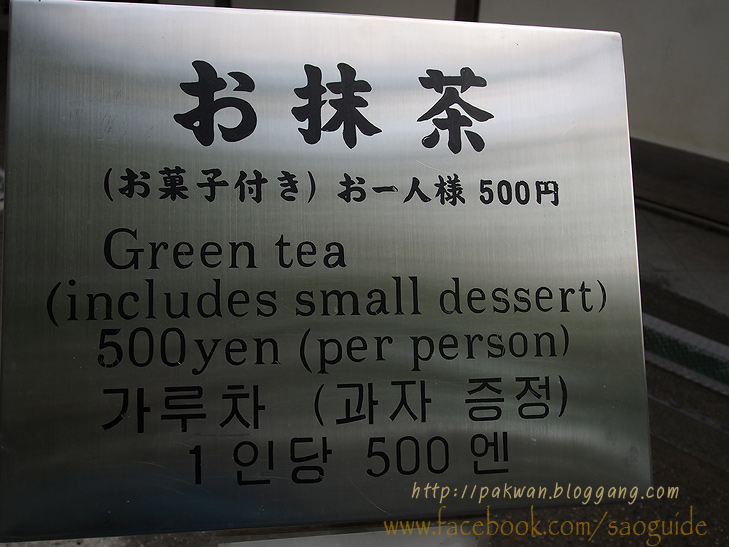 お抹茶
(お菓子付き) お一人様 500円
Green tea
(includes small dessert)
500yen (per person)
가루차 (과자 증정)
1인당 500 엔
http://pakwan.bloggang.com
www.facebook.com/saoguide